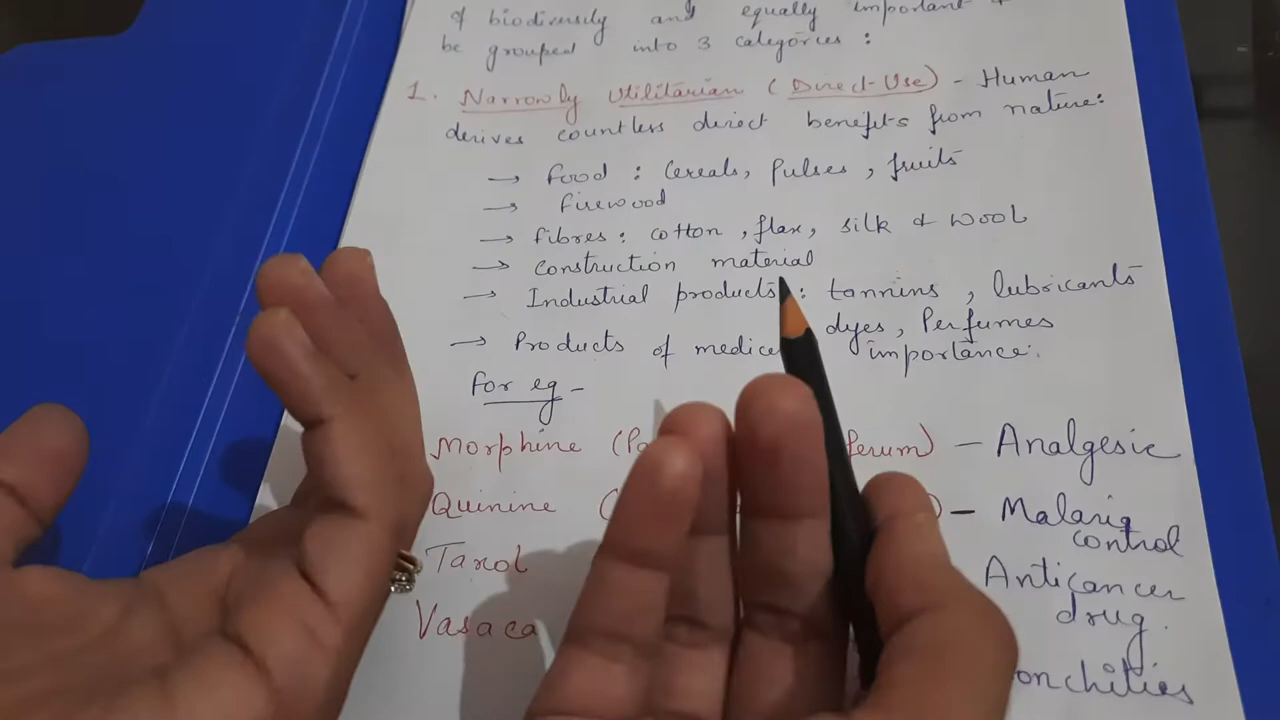 of biodiversity and equally important
be grouped into 3 categories :
1. Narrowly Utilitarian (Direct-Use) - Human
derives countless direct benefits from nature:
→ food : Cereals, Pulses, fruits
→ firewood
→ fibres : cotton, flax, silk & wool
→ Construction material
→ Industrial products : tannins, lubricants
dyes, Perfumes
→ Products of importance.
for eg -
Morphine ferum) - Analgesic
Quinine ) - Malaria
control
Taxol Anticancer
drug.
Vasaca
onchities